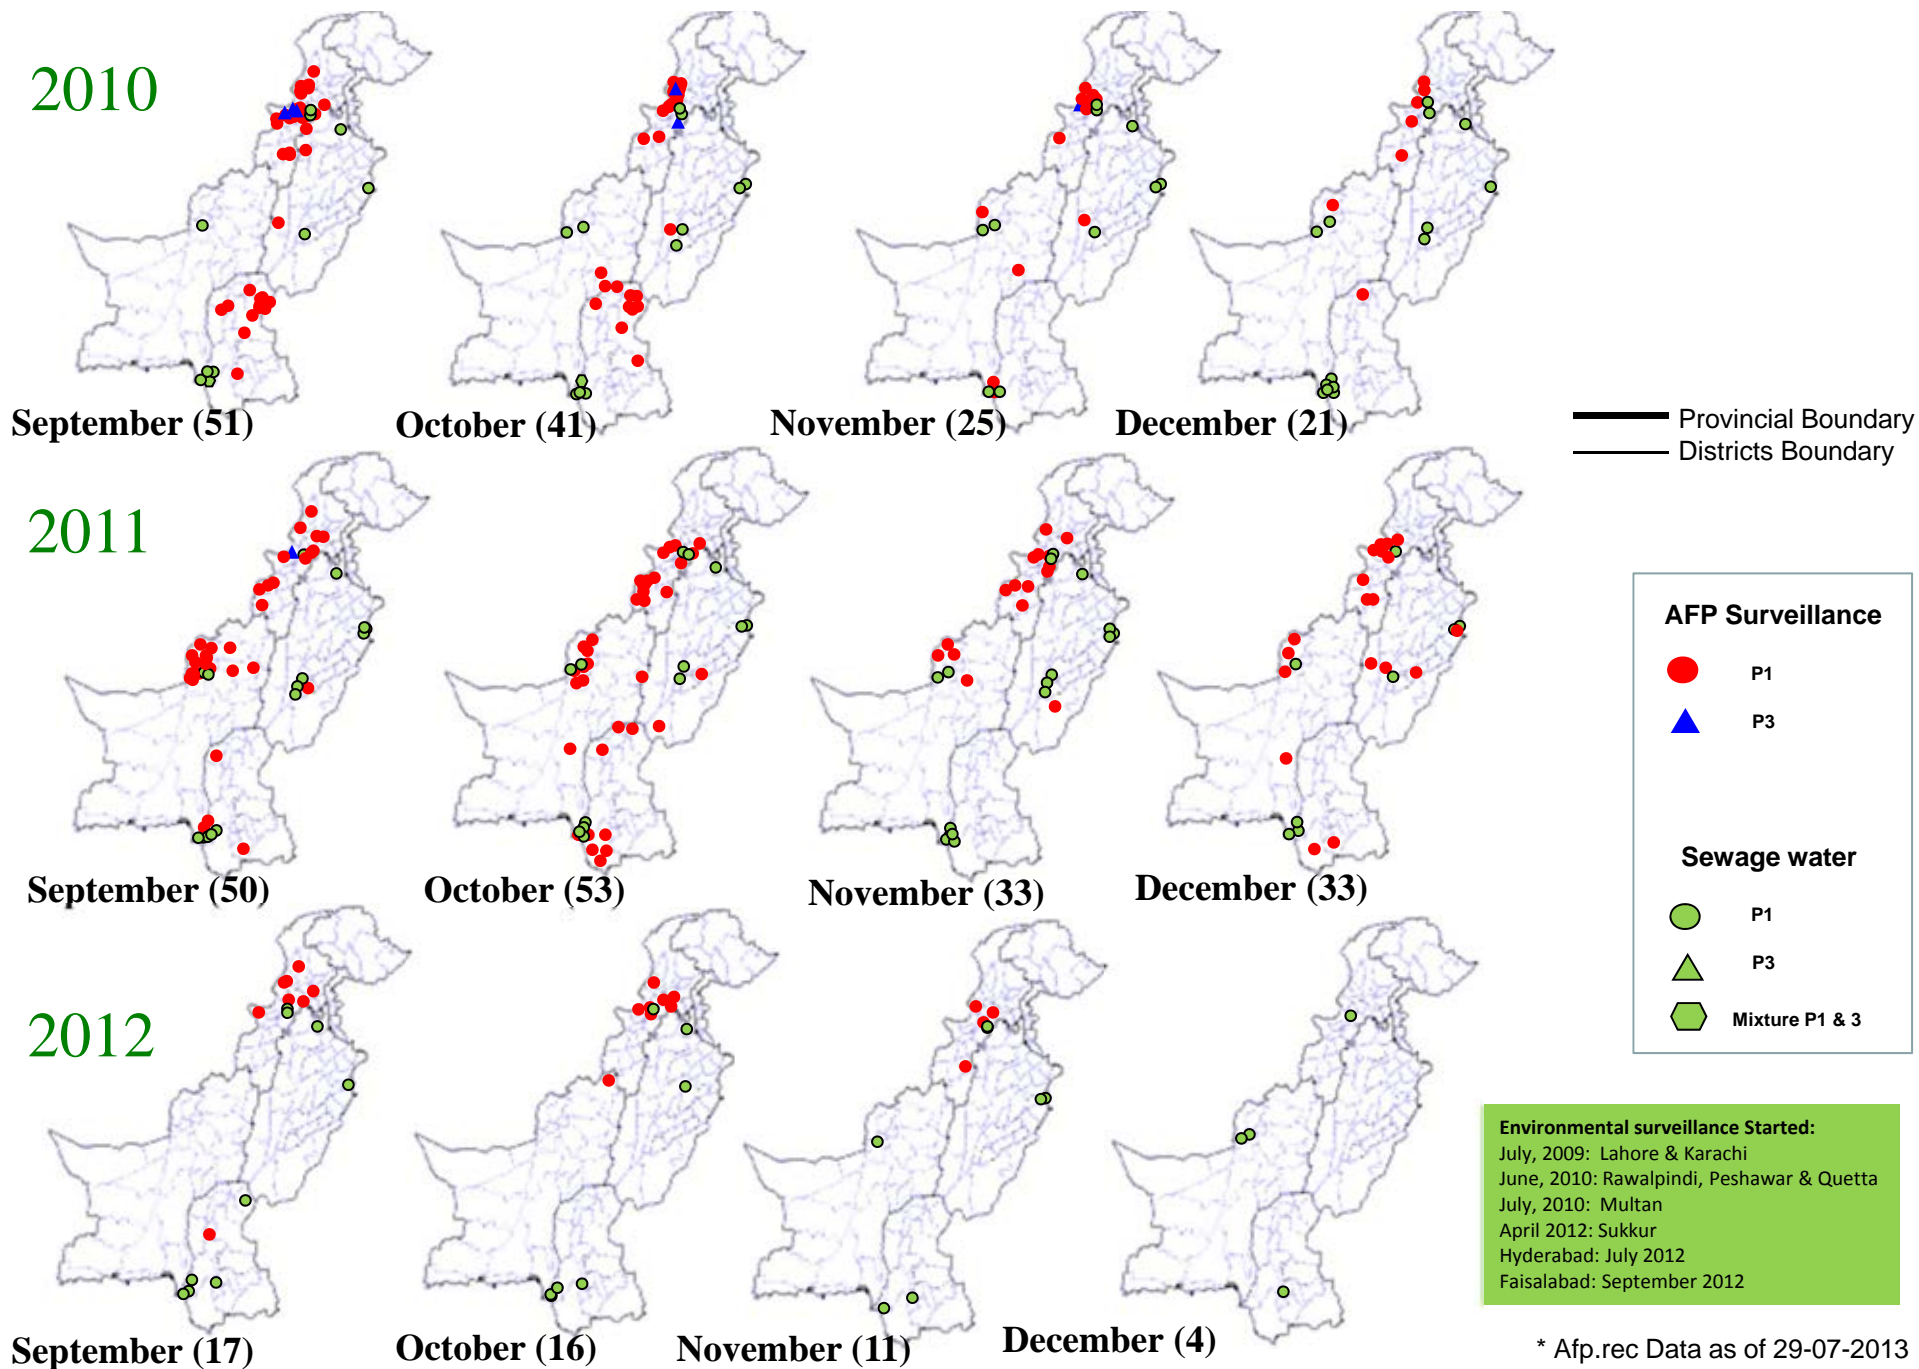 2010
September (51)
October (41)
November (25)
December (21)
Provincial Boundary
Districts Boundary
2011
September (50)
October (53)
November (33)
December (33)
AFP Surveillance
P1
P3
Sewage water
P1
P3
Mixture P1 & 3
2012
September (17)
October (16)
November (11)
December (4)
Environmental surveillance Started:
July, 2009: Lahore & Karachi
June, 2010: Rawalpindi, Peshawar & Quetta
July, 2010: Multan
April 2012: Sukkur
Hyderabad: July 2012
Faisalabad: September 2012
* Afp.rec Data as of 29-07-2013